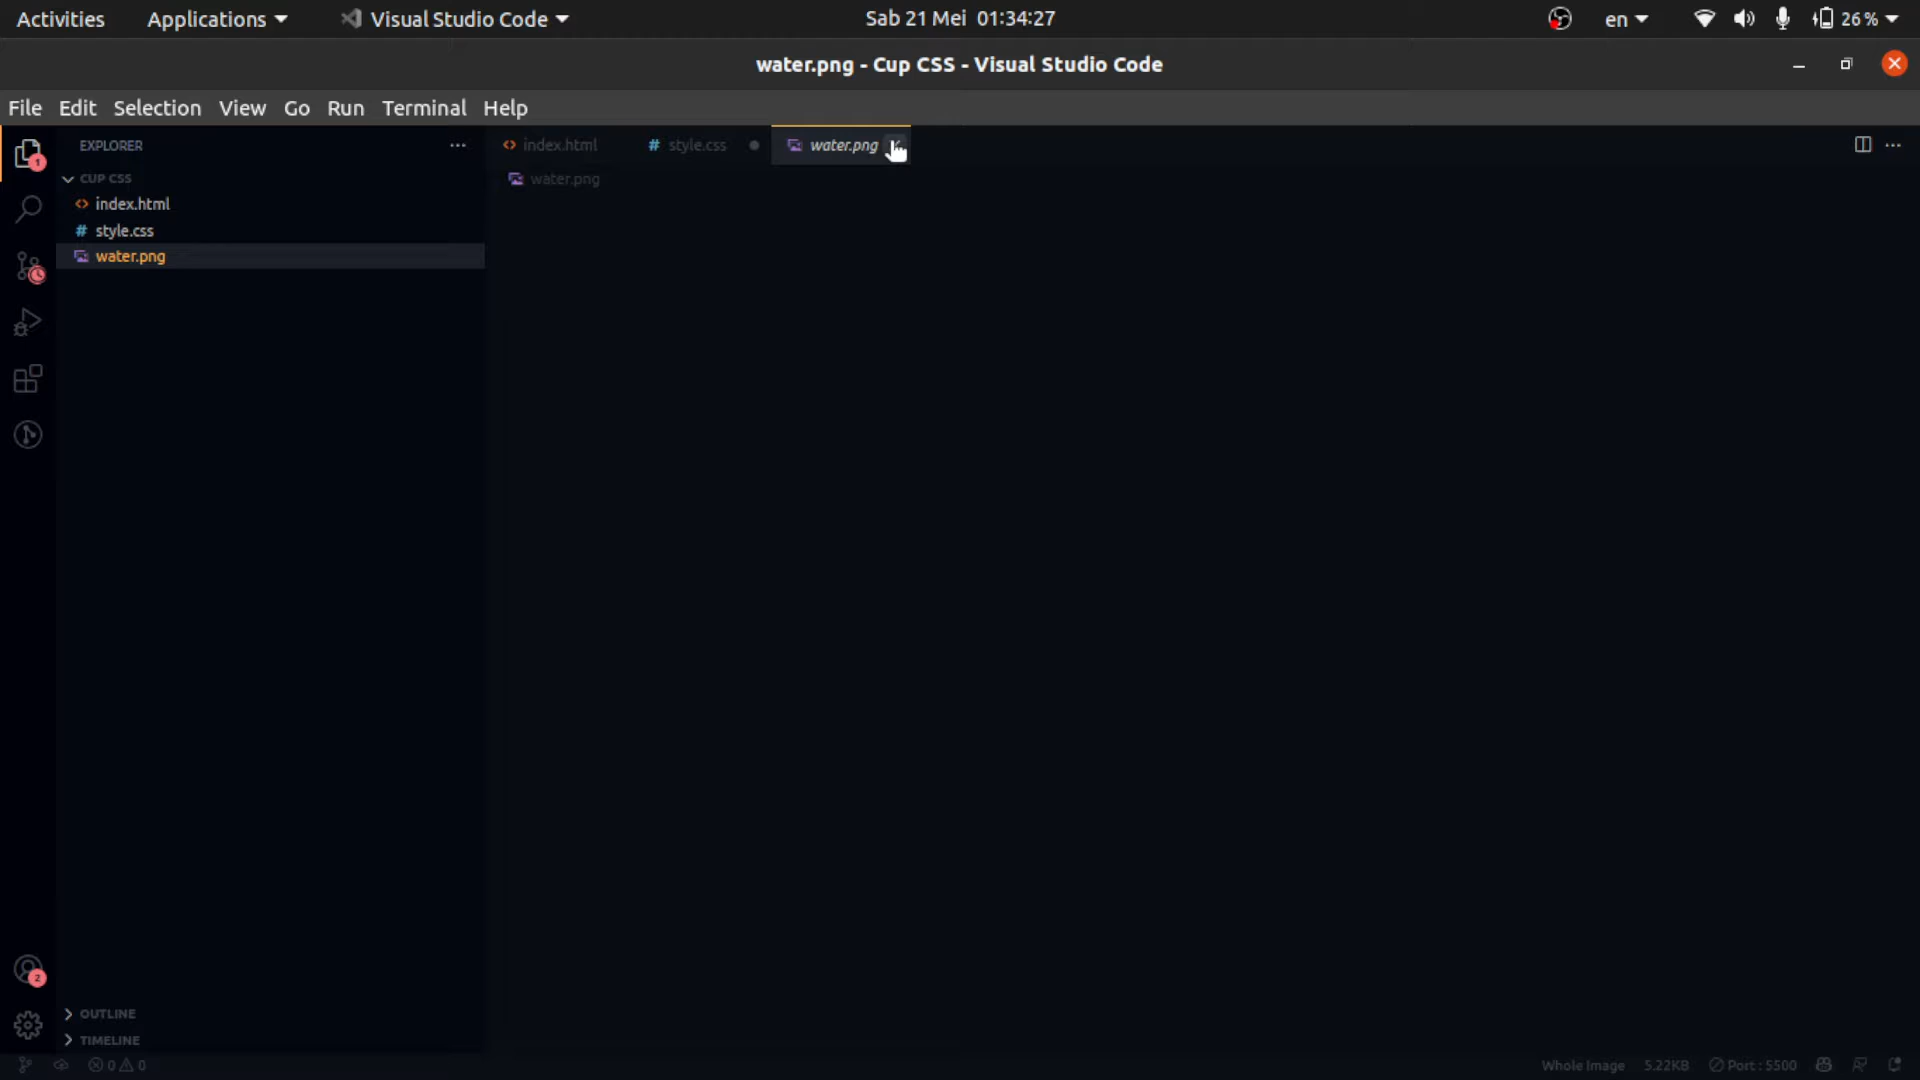 Activities Applications Visual Studio Code Sab 21 Mei 01:34:27 en 26 %
water.png - Cup CSS - Visual Studio Code
File Edit Selection View Go Run Terminal Help
EXPLORER index.html # style.css water.png
1
CUP CSS water.png
index.html
# style.css
water.png
2
OUTLINE
TIMELINE
0 0 Whole Image 5.22KB Port : 5500